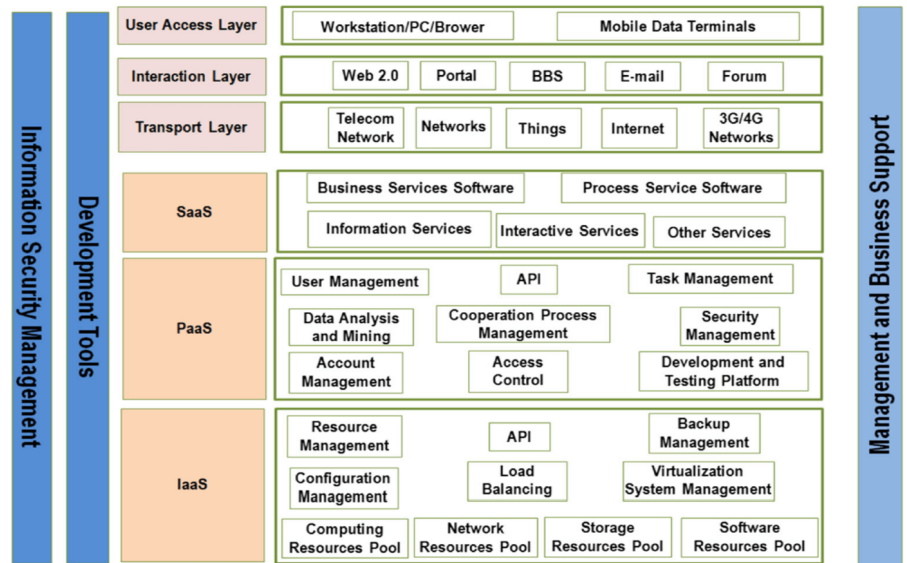 Information Security Management
Development Tools
User Access Layer
Workstation/PC/Brower
Mobile Data Terminals
Interaction Layer
Web 2.0
Portal
BBS
E-mail
Forum
Transport Layer
Telecom
Network
Networks
Things
Internet
3G/4G
Networks
SaaS
Business Services Software
Process Service Software
Information Services
Interactive Services
Other Services
PaaS
User Management
API
Task Management
Data Analysis
and Mining
Cooperation Process
Management
Security
Management
Account
Management
Access
Control
Development and
Testing Platform
IaaS
Resource
Management
API
Backup
Management
Configuration
Management
Load
Balancing
Virtualization
System Management
Computing
Resources Pool
Network
Resources Pool
Storage
Resources Pool
Software
Resources Pool
Management and Business Support